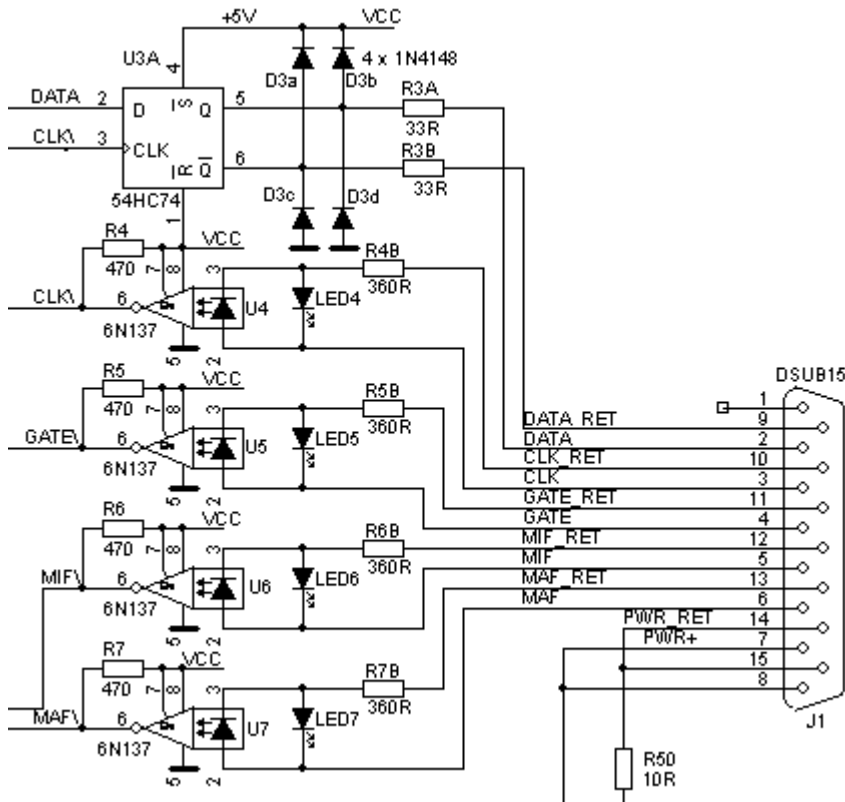 +5V VCC
U3A 4 4 x 1N4148
D3a D3b R3A
DATA 2 D S Q 5 33R
CLK\ 3 CLK R3B
R Q 6 33R
54HC74 1 D3c D3d
R4 VCC R4B
470 7 8 3 360R
CLK\ 6 U4 LED4
6N137 5 2
R5 VCC R5B
470 7 8 3 360R
GATE\ 6 U5 LED5
6N137 5 2
R6 VCC R6B
470 7 8 3 360R
MIF\ 6 U6 LED6
6N137 5 2
R7 VCC R7B
470 7 8 3 360R
MAF\ 6 U7 LED7
6N137 5 2
DSUB15
1
DATA_RET 9
DATA 2
CLK_RET 10
CLK 3
GATE_RET 11
GATE 4
MIF_RET 12
MIF 5
MAF_RET 13
MAF 6
PWR_RET 14
PWR+ 7
15
8
J1
R50
10R